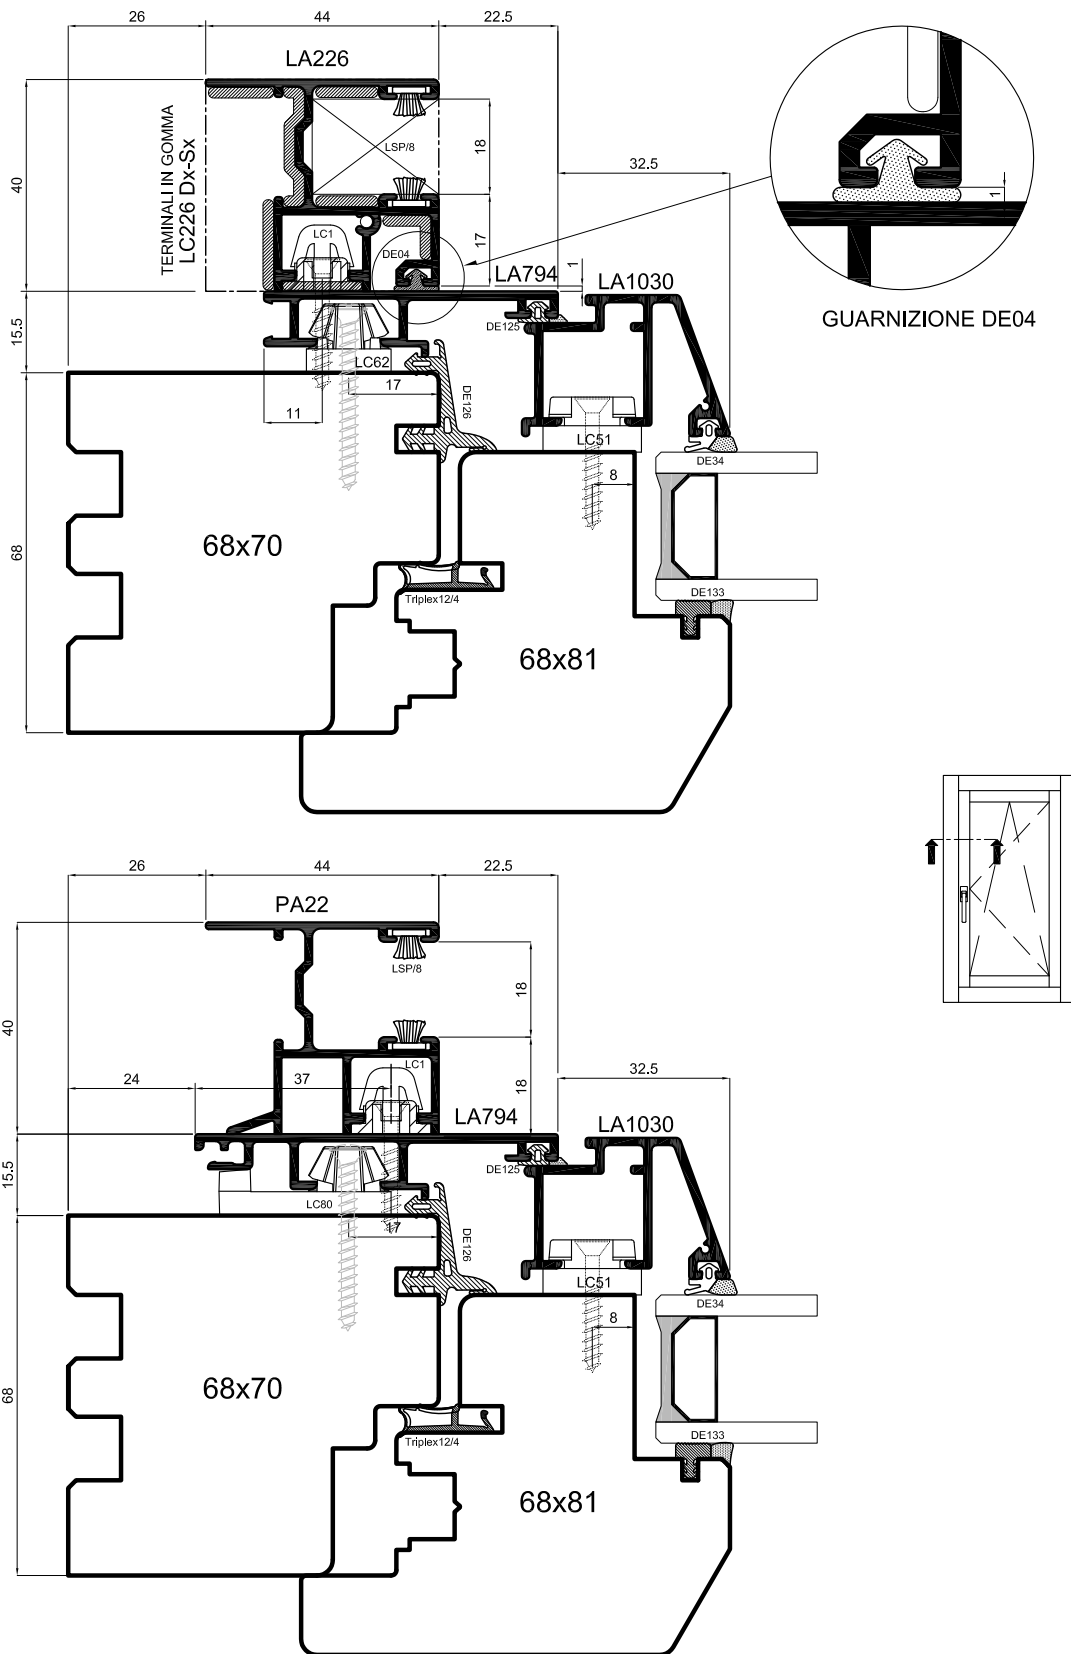 26
44
22.5
LA226
TERMINALI IN GOMMA
LC226 Dx-Sx
40
LSP/8
18
32.5
1
LC1
DE04
17
1
LA794
LA1030
GUARNIZIONE DE04
15.5
DE125
LC62
17
11
DE126
LC51
DE34
8
68
68x70
DE133
Triplex12/4
68x81
26
44
22.5
PA22
LSP/8
18
40
LC1
24
37
18
32.5
LA794
LA1030
15.5
DE125
LC80
17
DE126
LC51
DE34
8
68
68x70
DE133
Triplex12/4
68x81